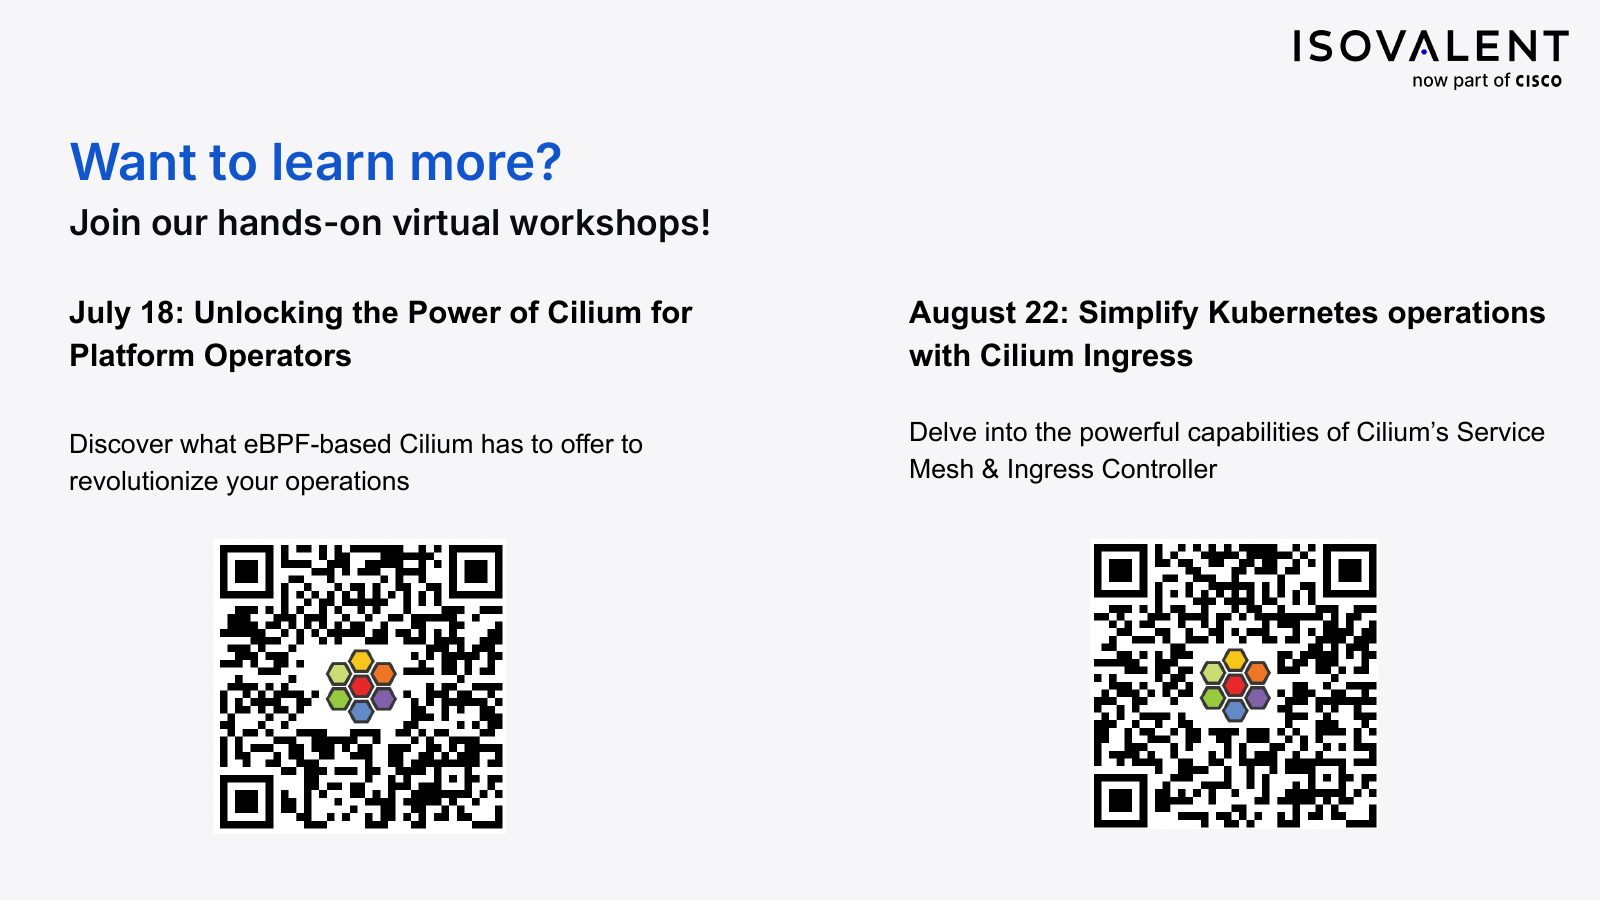 ISOVALENT
now part of CISCO
Want to learn more?
Join our hands-on virtual workshops!
July 18: Unlocking the Power of Cilium for
Platform Operators
Discover what eBPF-based Cilium has to offer to
revolutionize your operations
August 22: Simplify Kubernetes operations
with Cilium Ingress
Delve into the powerful capabilities of Cilium’s Service
Mesh & Ingress Controller